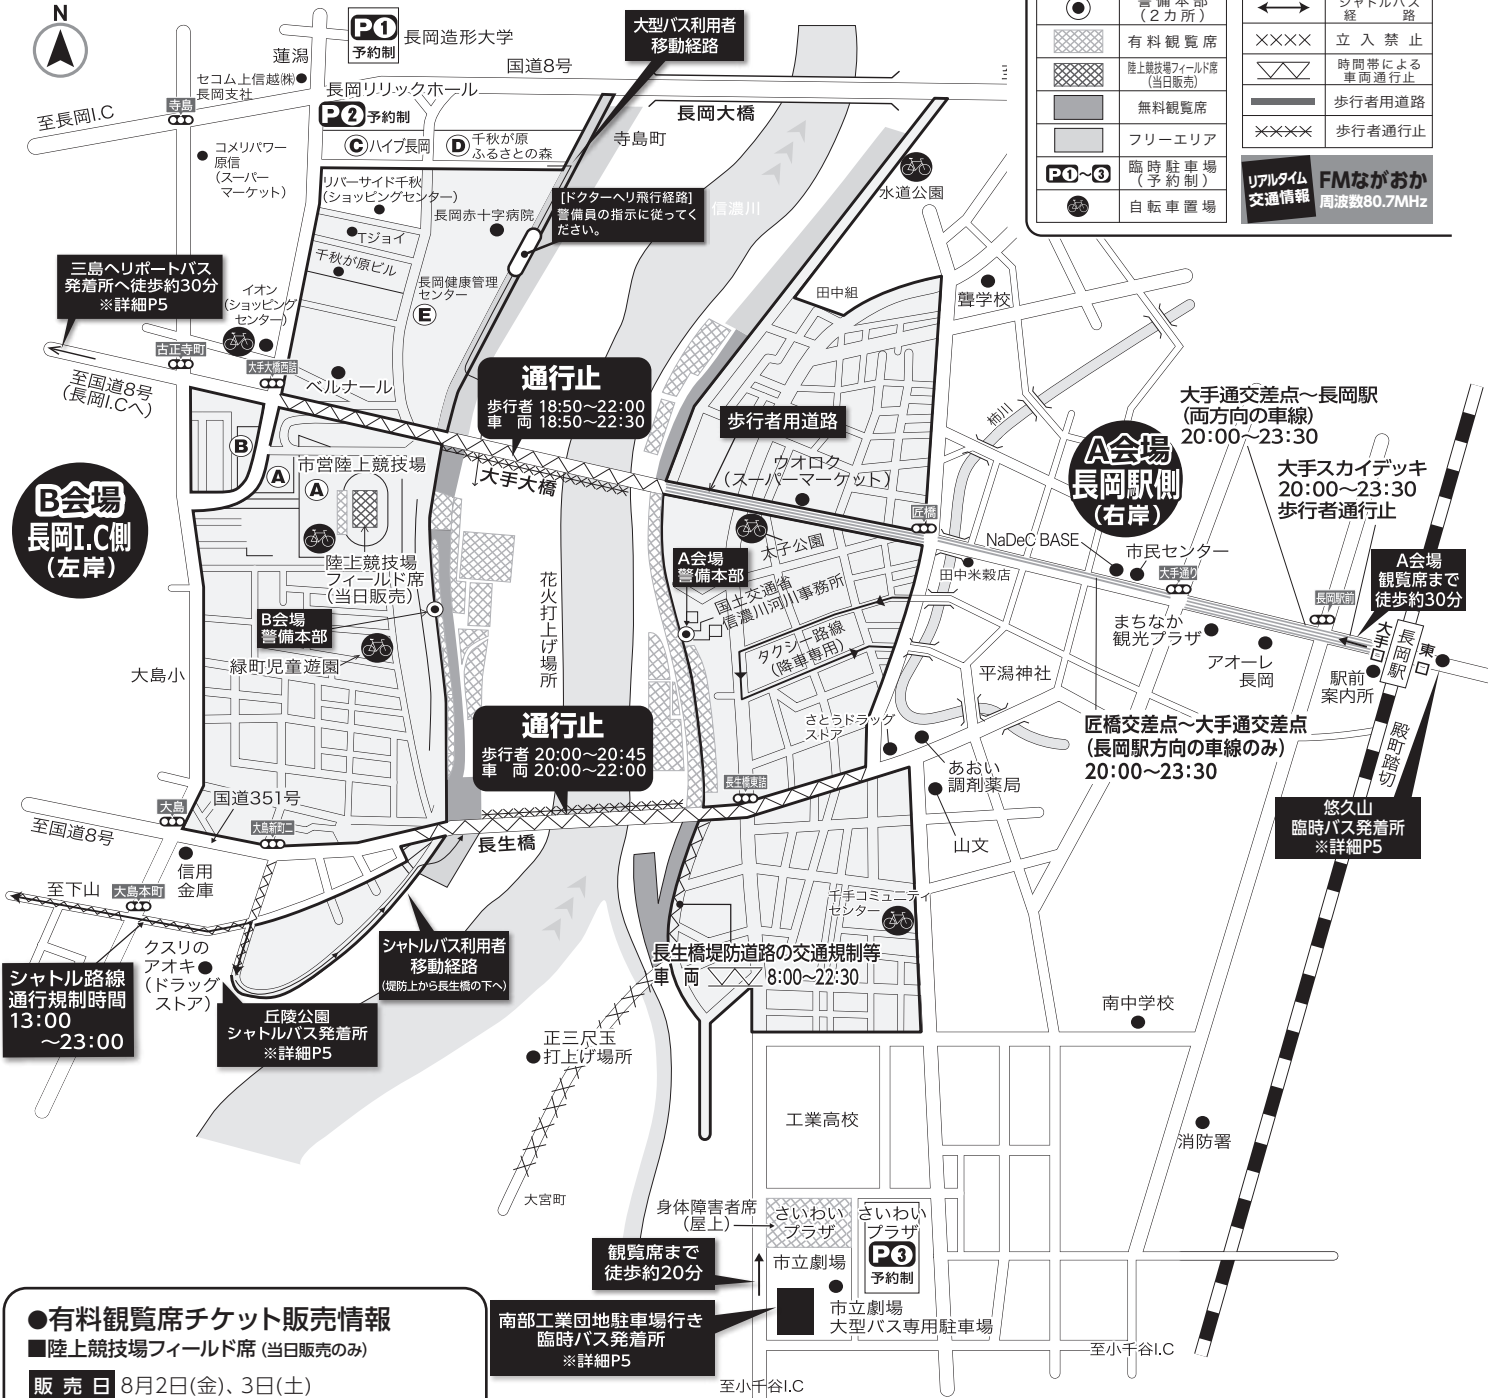 N
P1
予約制
長岡造形大学
蓮潟
セコム上信越㈱
長岡支社
寺島
至長岡I.C
長岡リリックホール
P2 予約制
国道8号
大型バス利用者
移動経路
長岡大橋
C ハイブ長岡
D 千秋が原
ふるさとの森
寺島町
コメリパワー
原信
(スーパー
マーケット)
リバーサイド千秋
(ショッピングセンター)
長岡赤十字病院
Tジョイ
千秋が原ビル
[ドクターヘリ飛行経路]
警備員の指示に従ってく
ださい。
信濃川
水道公園
警備本部
(2カ所)
有料観覧席
陸上競技場フィールド席
(当日販売)
無料観覧席
フリーエリア
P1~3
臨時駐車場
(予約制)
自転車置場
シャトルバス
経路
立入禁止
時間帯による
車両通行止
歩行者用道路
歩行者通行止
リアルタイム
交通情報
FMながおか
周波数80.7MHz
三島ヘリポートバス
発着所へ徒歩約30分
※詳細P5
イオン
(ショッピング
センター)
長岡健康管理
センター
E
田中組
聾学校
古正寺町
大手大橋西詰
至国道8号
(長岡I.Cへ)
ベルナール
通行止
歩行者 18:50~22:00
車 両 18:50~22:30
歩行者用道路
柿川
大手通交差点~長岡駅
(両方向の車線)
20:00~23:30
A会場
長岡駅側
(右岸)
大手スカイデッキ
20:00~23:30
歩行者通行止
B
A
A
市営陸上競技場
大手大橋
ウオロク
(スーパーマーケット)
匠橋
B会場
長岡I.C側
(左岸)
太子公園
NaDeC BASE
市民センター
大手通り
A会場
観覧席まで
徒歩約30分
陸上競技場
フィールド席
(当日販売)
花火打上げ場所
A会場
警備本部
国土交通省
信濃川河川事務所
田中米穀店
長岡駅前
まちなか
観光プラザ
アオーレ
長岡
大手口
長岡駅
東口
駅前
案内所
B会場
警備本部
タクシー路線
(降車専用)
緑町児童遊園
大島小
平潟神社
通行止
歩行者 20:00~20:45
車 両 20:00~22:00
さとうドラッグ
ストア
匠橋交差点~大手通交差点
(長岡駅方向の車線のみ)
20:00~23:30
殿町踏切
あおい
調剤薬局
長生橋東詰
国道351号
大島
大島新町二
至国道8号
長生橋
山文
悠久山
臨時バス発着所
※詳細P5
信用
金庫
至下山
大島本町
千手コミュニティ
センター
クスリの
アオキ
(ドラッグ
ストア)
シャトルバス利用者
移動経路
(堤防上から長生橋の下へ)
長生橋堤防道路の交通規制等
車 両 8:00~22:30
シャトル路線
通行規制時間
13:00
~23:00
丘陵公園
シャトルバス発着所
※詳細P5
南中学校
正三尺玉
打上げ場所
工業高校
消防署
大宮町
身体障害者席
(屋上)
さいわい
プラザ
さいわい
プラザ
P3
予約制
観覧席まで
徒歩約20分
市立劇場
市立劇場
大型バス専用駐車場
南部工業団地駐車場行き
臨時バス発着所
※詳細P5
至小千谷I.C
至小千谷I.C
●有料観覧席チケット販売情報
■陸上競技場フィールド席 (当日販売のみ)
販売日 8月2日(金)、3日(土)